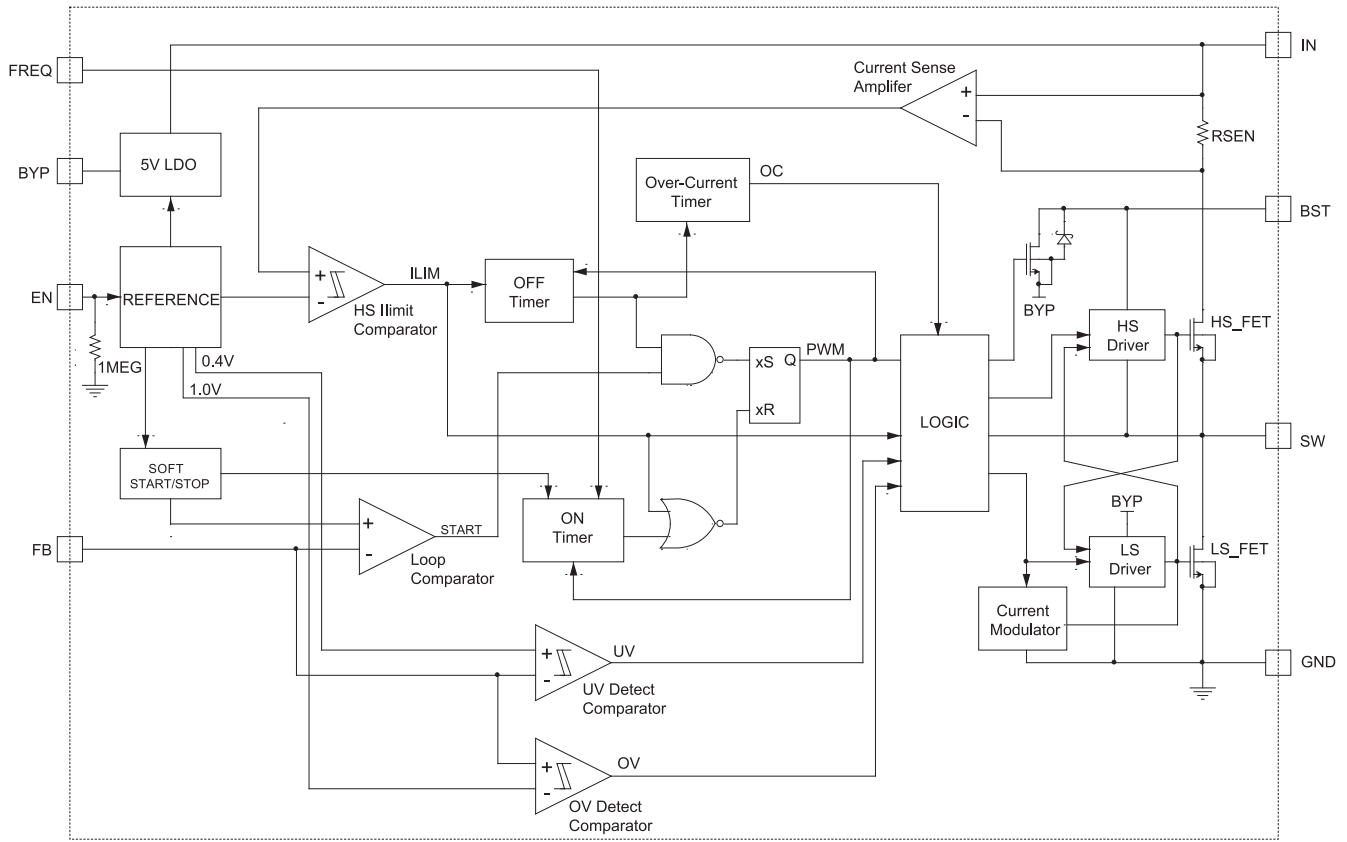 IN
FREQ
Current Sense
Amplifer
+
-
RSEN
5V LDO
BYP
Over-Current
Timer
OC
BST
EN
REFERENCE
+
-
ILIM
HS Ilimit
Comparator
OFF
Timer
BYP
HS
Driver
HS_FET
1MEG
0.4V
1.0V
xS
Q
xR
PWM
LOGIC
SW
SOFT
START/STOP
+
-
START
Loop
Comparator
ON
Timer
BYP
LS
Driver
LS_FET
FB
Current
Modulator
+
-
UV
UV Detect
Comparator
GND
+
-
OV
OV Detect
Comparator